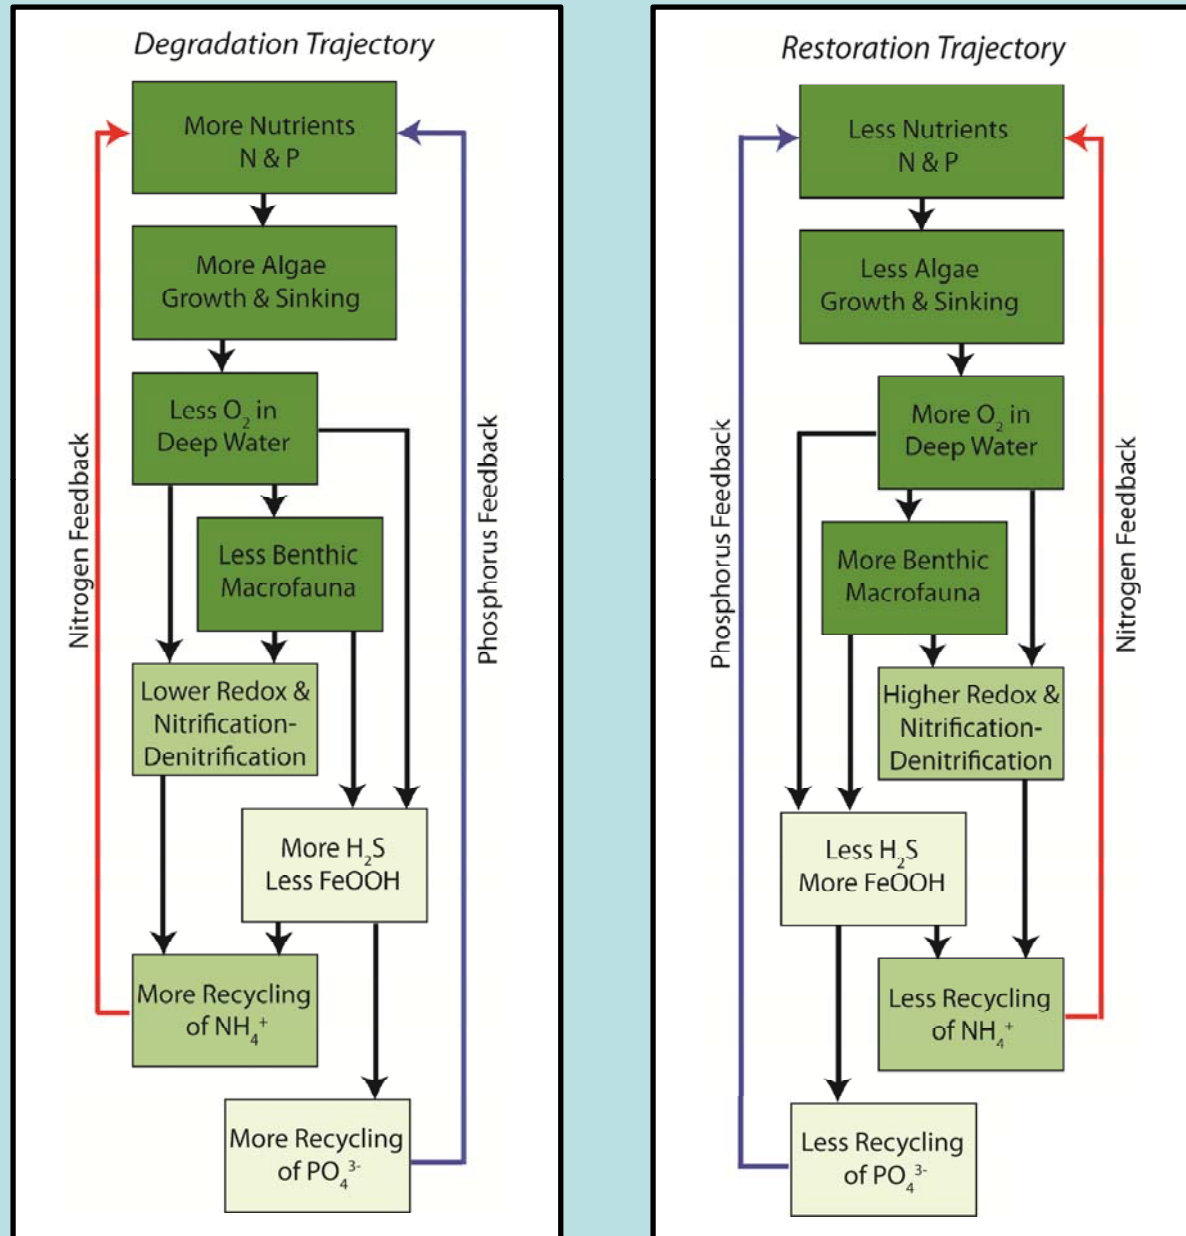 Degradation Trajectory
More Nutrients
N & P
More Algae
Growth & Sinking
Less O₂ in
Deep Water
Less Benthic
Macrofauna
Lower Redox &
Nitrification-
Denitrification
More H₂S
Less FeOOH
More Recycling
of NH₄⁺
More Recycling
of PO₄³⁻
Nitrogen Feedback
Phosphorus Feedback
Restoration Trajectory
Less Nutrients
N & P
Less Algae
Growth & Sinking
More O₂ in
Deep Water
More Benthic
Macrofauna
Higher Redox &
Nitrification-
Denitrification
Less H₂S
More FeOOH
Less Recycling
of NH₄⁺
Less Recycling
of PO₄³⁻
Phosphorus Feedback
Nitrogen Feedback